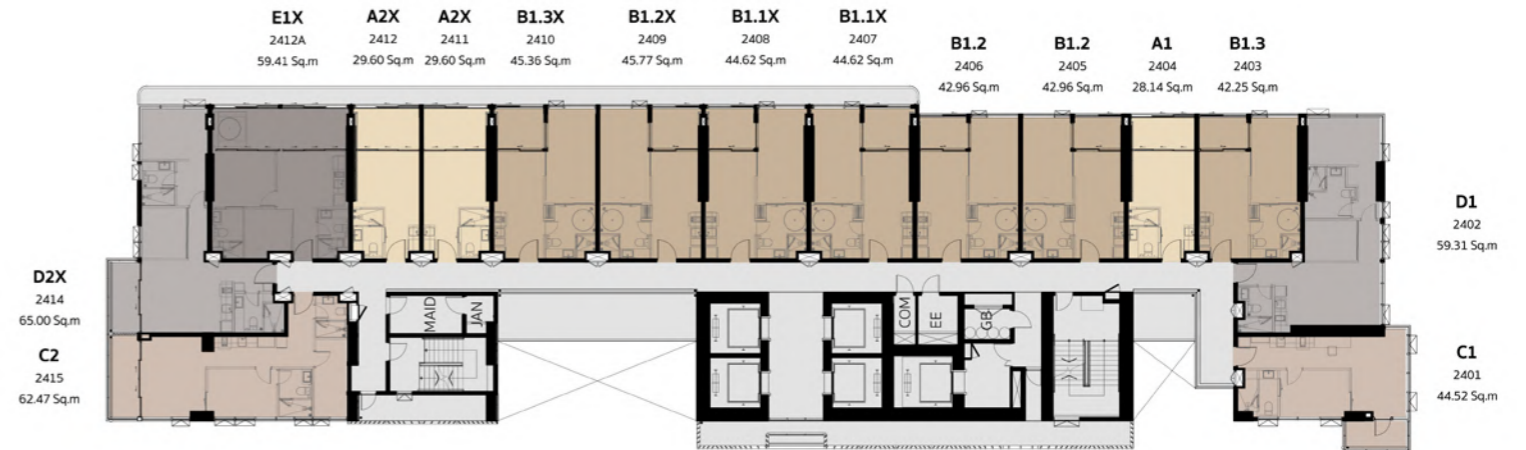 E1X
2412A
59.41 Sq.m
A2X
2412
29.60 Sq.m
A2X
2411
29.60 Sq.m
B1.3X
2410
45.36 Sq.m
B1.2X
2409
45.77 Sq.m
B1.1X
2408
44.62 Sq.m
B1.1X
2407
44.62 Sq.m
B1.2
2406
42.96 Sq.m
B1.2
2405
42.96 Sq.m
A1
2404
28.14 Sq.m
B1.3
2403
42.25 Sq.m
D1
2402
59.31 Sq.m
D2X
2414
65.00 Sq.m
C2
2415
62.47 Sq.m
MAID
JAN
COM
EE
GB
C1
2401
44.52 Sq.m